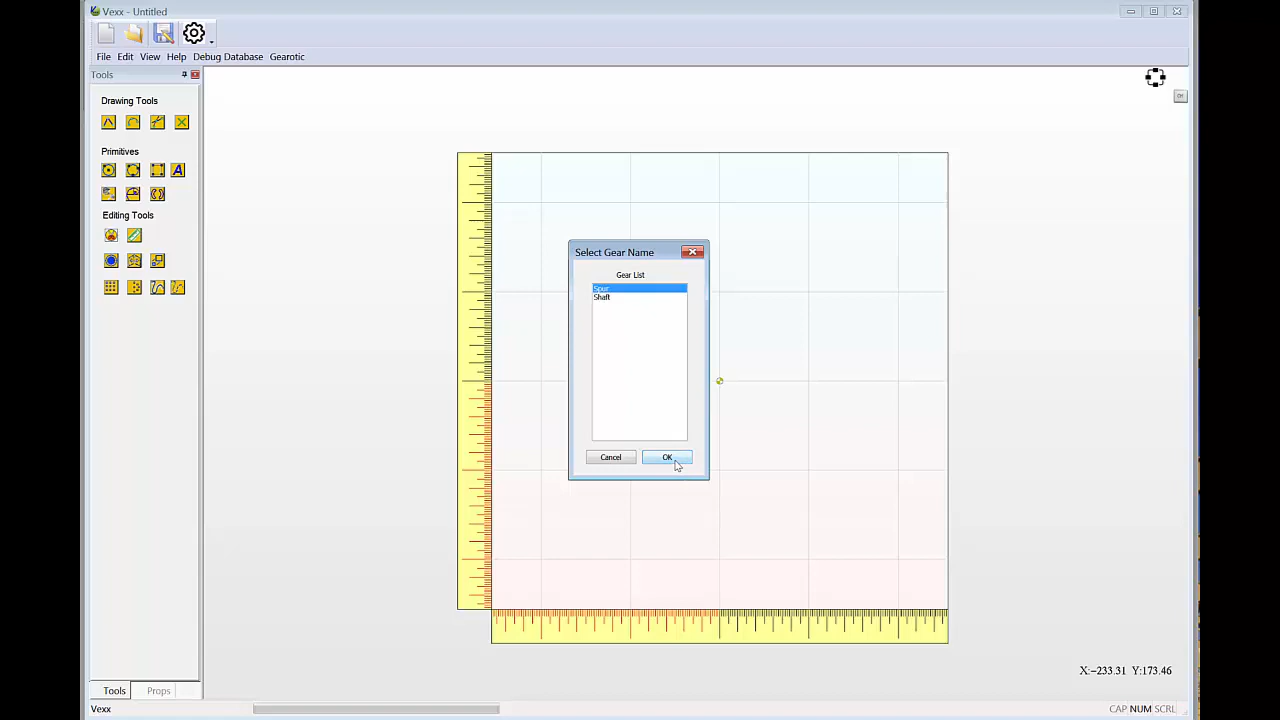 Vexx - Untitled
File Edit View Help Debug Database Gearotic
Tools
Drawing Tools
Primitives
A
Editing Tools
Select Gear Name
Gear List
Spur
Shaft
Cancel OK
X:-233.31 Y:173.46
Tools Props
Vexx CAP NUM SCRL